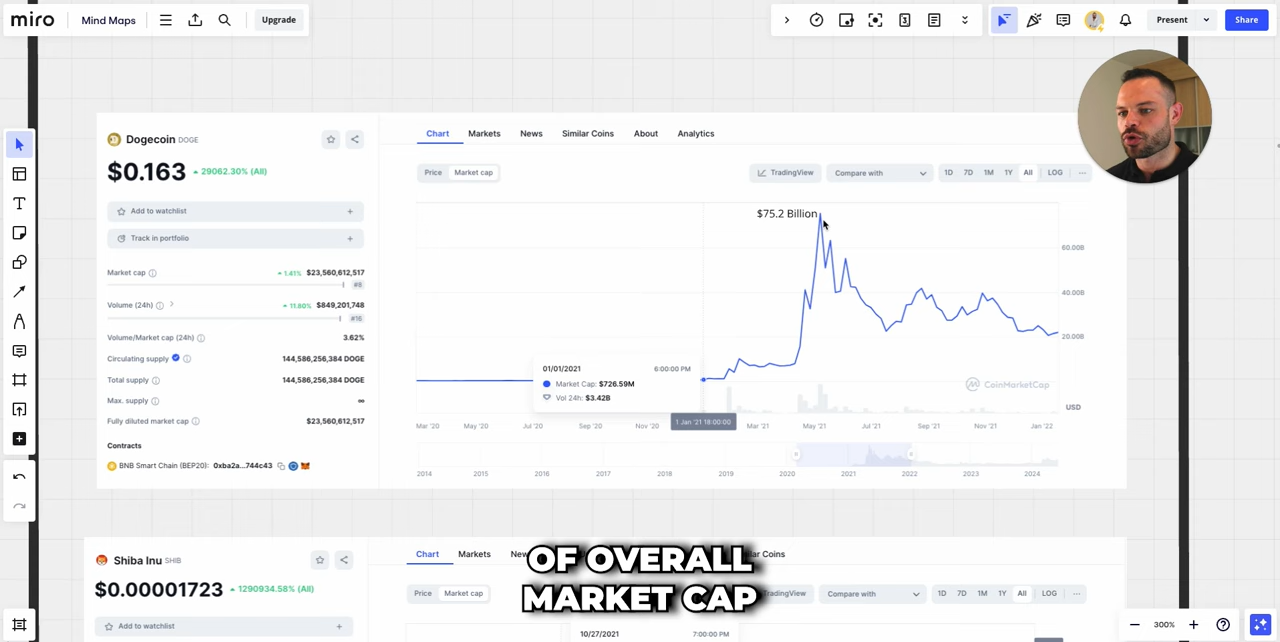 miro
Mind Maps
Upgrade
Present
Share
Dogecoin DOGE
$0.163 29062.30% (All)
Add to watchlist +
Track in portfolio +
Market cap 1.41% $23,560,612,517
#8
Volume (24h) 11.60% $849,201,748
#16
Volume/Market cap (24h) 3.62%
Circulating supply 144,586,256,384 DOGE
Total supply 144,586,256,384 DOGE
Max. supply ∞
Fully diluted market cap $23,560,612,517
Contracts
BNB Smart Chain (BEP20): 0xba2a...744c43
Chart Markets News Similar Coins About Analytics
Price Market cap
TradingView Compare with 1D 7D 1M 1Y All LOG ...
$75.2 Billion
60.00B
40.00B
20.00B
01/01/2021 6:00:00 PM
Market Cap: $726.59M
Vol 24h: $3.42B
CoinMarketCap
USD
1 Jan '21 18:00:00
Mar '20 May '20 Jul '20 Sep '20 Nov '20 Mar '21 May '21 Jul '21 Sep '21 Nov '21 Jan '22
2014 2015 2016 2017 2018 2019 2020 2021 2022 2023 2024
Shiba Inu SHIB
$0.00001723 1290934.58% (All)
Add to watchlist +
Chart Markets
Price Market cap
TradingView Compare with 1D 7D 1M 1Y All LOG ...
10/27/2021 7:00:00 PM
OF OVERALL
MARKET CAP
300%